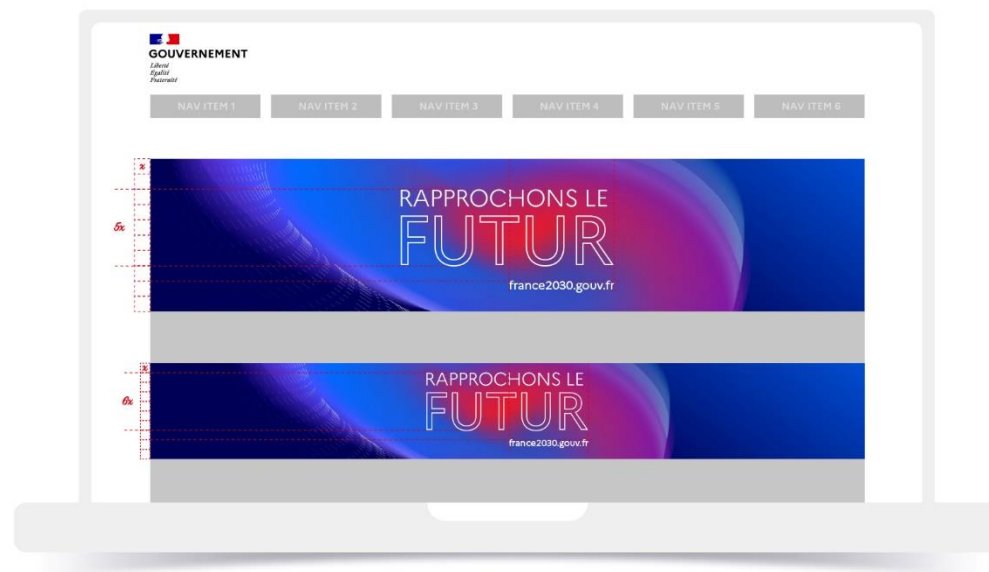 GOUVERNEMENT
Liberté
Égalité
Fraternité
NAV ITEM 1 NAV ITEM 2 NAV ITEM 3 NAV ITEM 4 NAV ITEM 5 NAV ITEM 6
x
5x
RAPPROCHONS LE
FUTUR
france2030.gouv.fr
x
6x
RAPPROCHONS LE
FUTUR
france2030.gouv.fr